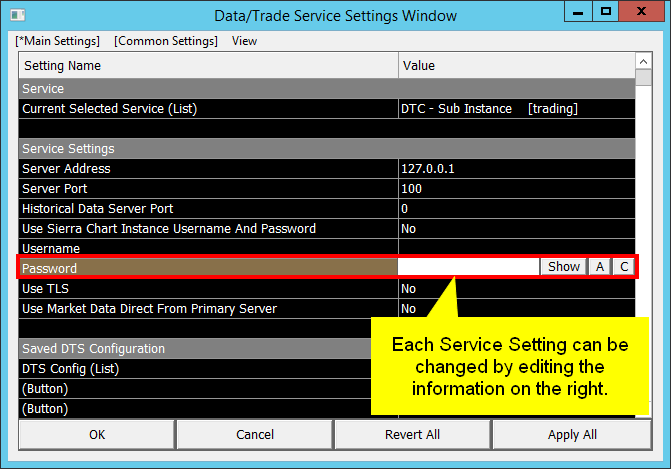 Data/Trade Service Settings Window
[*Main Settings] [Common Settings] View
Setting Name Value
Service
Current Selected Service (List) DTC - Sub Instance [trading]
Service Settings
Server Address 127.0.0.1
Server Port 100
Historical Data Server Port 0
Use Sierra Chart Instance Username And Password No
Username
Password Show A C
Use TLS No
Use Market Data Direct From Primary Server No
Saved DTS Configuration
DTS Config (List)
(Button)
(Button)
Each Service Setting can be
changed by editing the
information on the right.
OK Cancel Revert All Apply All